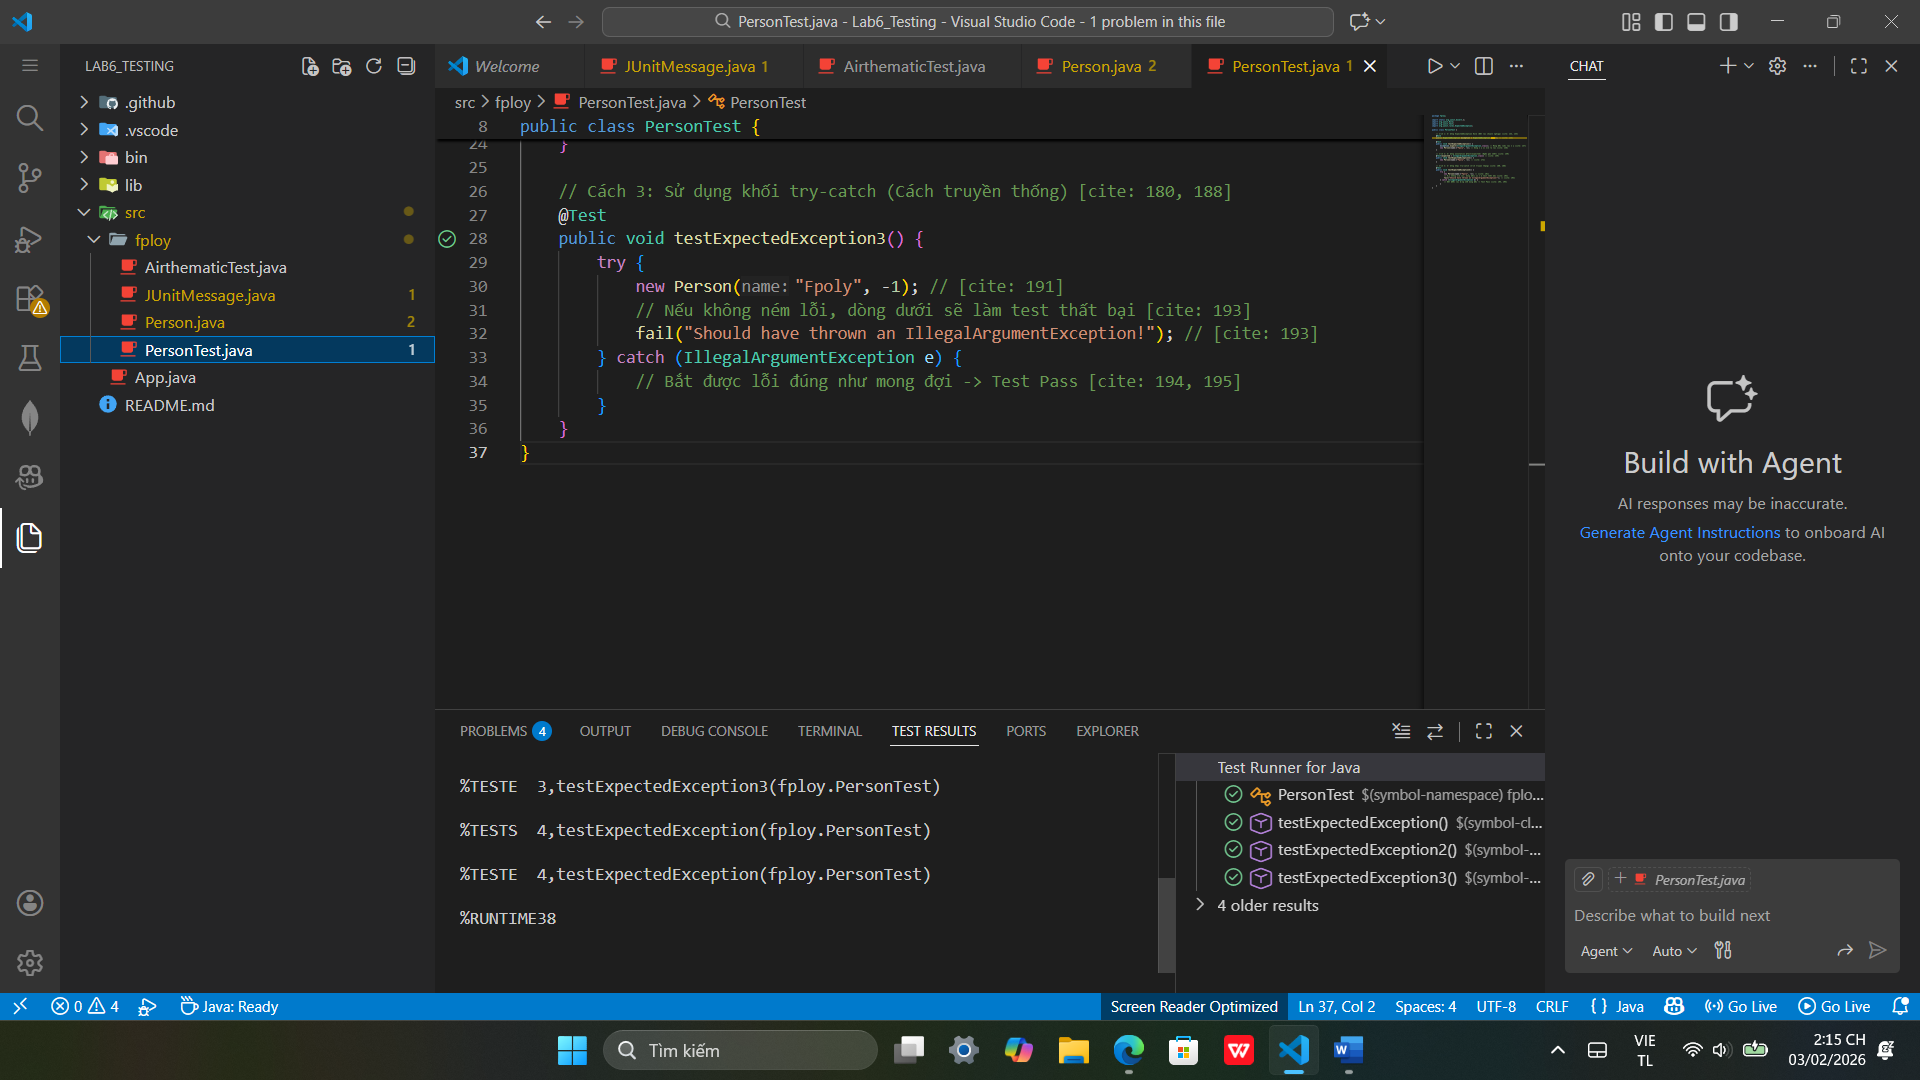 PersonTest.java - Lab6_Testing - Visual Studio Code - 1 problem in this file
LAB6_TESTING
.github
.vscode
bin
lib
src
fploy
AirthematicTest.java
JUnitMessage.java 1
Person.java 2
PersonTest.java 1
App.java
README.md
Welcome
JUnitMessage.java 1
AirthematicTest.java
Person.java 2
PersonTest.java 1
src > fploy > PersonTest.java > PersonTest
8 public class PersonTest {
24 }
25
26 // Cách 3: Sử dụng khối try-catch (Cách truyền thống) [cite: 180, 188]
27 @Test
28 public void testExpectedException3() {
29 try {
30 new Person(name: "Fpoly", -1); // [cite: 191]
31 // Nếu không ném lỗi, dòng dưới sẽ làm test thất bại [cite: 193]
32 fail("Should have thrown an IllegalArgumentException!"); // [cite: 193]
33 } catch (IllegalArgumentException e) {
34 // Bắt được lỗi đúng như mong đợi -> Test Pass [cite: 194, 195]
35 }
36 }
37 }
PROBLEMS 4 OUTPUT DEBUG CONSOLE TERMINAL TEST RESULTS PORTS EXPLORER
%TESTE 3,testExpectedException3(fploy.PersonTest)
%TESTS 4,testExpectedException(fploy.PersonTest)
%TESTE 4,testExpectedException(fploy.PersonTest)
%RUNTIME38
Test Runner for Java
PersonTest $(symbol-namespace) fplo...
testExpectedException() $(symbol-cl...
testExpectedException2() $(symbol-...
testExpectedException3() $(symbol-...
4 older results
CHAT
Build with Agent
AI responses may be inaccurate.
Generate Agent Instructions to onboard AI
onto your codebase.
PersonTest.java
Describe what to build next
Agent Auto
0 4 Java: Ready
Screen Reader Optimized Ln 37, Col 2 Spaces: 4 UTF-8 CRLF { } Java Go Live Go Live
Tìm kiếm
VIE
TL
2:15 CH
03/02/2026